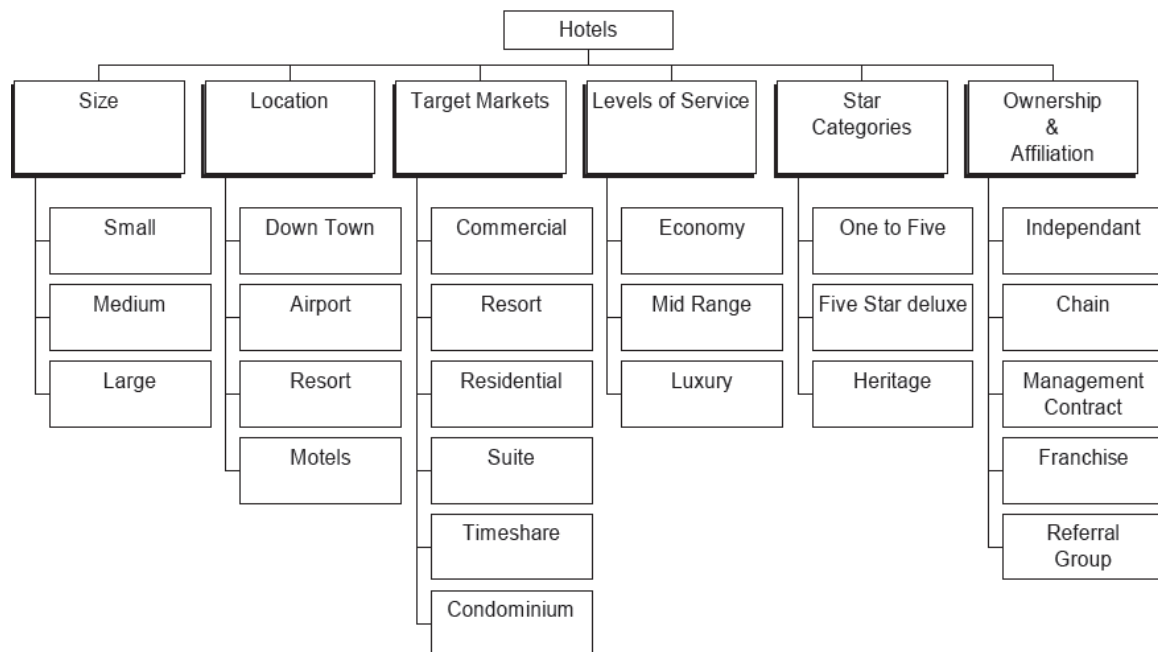 Hotels
Size
Location
Target Markets
Levels of Service
Star
Categories
Ownership
&
Affiliation
Small
Medium
Large
Down Town
Airport
Resort
Motels
Commercial
Resort
Residential
Suite
Timeshare
Condominium
Economy
Mid Range
Luxury
One to Five
Five Star deluxe
Heritage
Independant
Chain
Management
Contract
Franchise
Referral
Group